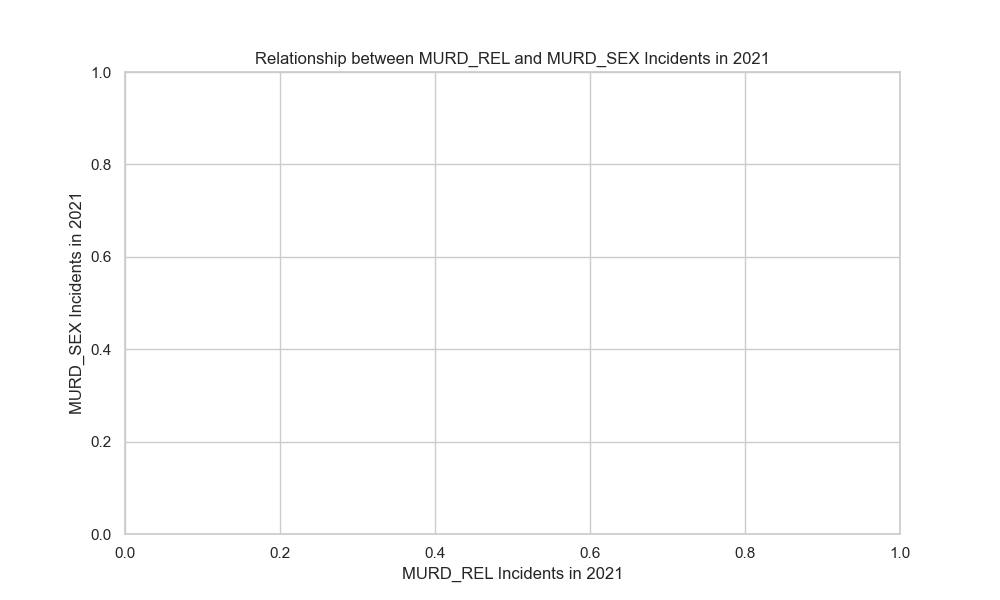 Relationship between MURD_REL and MURD_SEX Incidents in 2021
1.0
0.8
0.6
0.4
0.2
0.0
MURD_SEX Incidents in 2021
0.0 0.2 0.4 0.6 0.8 1.0
MURD_REL Incidents in 2021